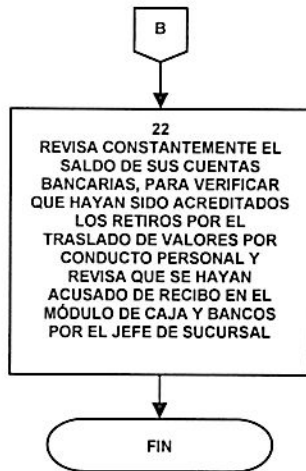 B
22
REVISA CONSTANTEMENTE EL
SALDO DE SUS CUENTAS
BANCARIAS, PARA VERIFICAR
QUE HAYAN SIDO ACREDITADOS
LOS RETIROS POR EL
TRASLADO DE VALORES POR
CONDUCTO PERSONAL Y
REVISA QUE SE HAYAN
ACUSADO DE RECIBO EN EL
MÓDULO DE CAJA Y BANCOS
POR EL JEFE DE SUCURSAL
FIN